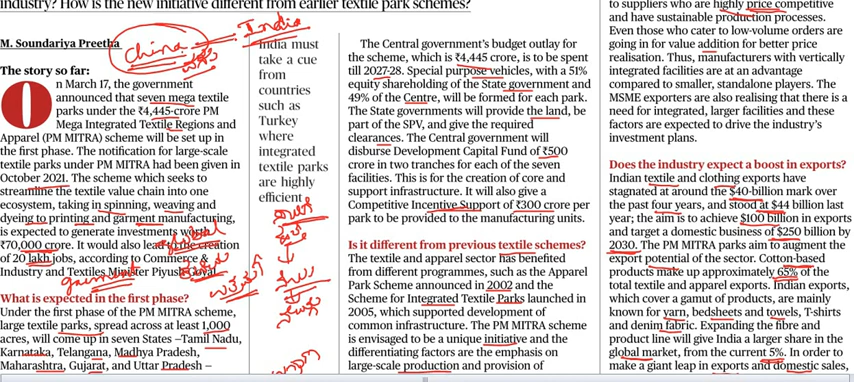 industry? How is the new initiative different from earlier textile park schemes?
M. Soundariya Preetha
The story so far:
On March 17, the government
announced that seven mega textile
parks under the ₹4,445-crore PM
Mega Integrated Textile Regions and
Apparel (PM MITRA) scheme will be set up in
the first phase. The notification for large-scale
textile parks under PM MITRA had been given in
October 2021. The scheme which seeks to
streamline the textile value chain into one
ecosystem, taking in spinning, weaving and
dyeing to printing and garment manufacturing,
is expected to generate investments worth
₹70,000 crore. It would also lead to the creation
of 20 lakh jobs, according to Commerce &
Industry and Textiles Minister Piyush Goyal.
What is expected in the first phase?
Under the first phase of the PM MITRA scheme,
large textile parks, spread across at least 1,000
acres, will come up in seven States —Tamil Nadu,
Karnataka, Telangana, Madhya Pradesh,
Maharashtra, Gujarat, and Uttar Pradesh —
China
India
India must
take a cue
from
countries
such as
Turkey
where
integrated
textile parks
are highly
efficient
The Central government's budget outlay for
the scheme, which is ₹4,445 crore, is to be spent
till 2027-28. Special purpose vehicles, with a 51%
equity shareholding of the State government and
49% of the Centre, will be formed for each park.
The State governments will provide the land, be
part of the SPV, and give the required
clearances. The Central government will
disburse Development Capital Fund of ₹500
crore in two tranches for each of the seven
facilities. This is for the creation of core and
support infrastructure. It will also give a
Competitive Incentive Support of ₹300 crore per
park to be provided to the manufacturing units.
Is it different from previous textile schemes?
The textile and apparel sector has benefited
from different programmes, such as the Apparel
Park Scheme announced in 2002 and the
Scheme for Integrated Textile Parks launched in
2005, which supported development of
common infrastructure. The PM MITRA scheme
is envisaged to be a unique initiative and the
differentiating factors are the emphasis on
large-scale production and provision of
to suppliers who are highly price competitive
and have sustainable production processes.
Even those who cater to low-volume orders are
going in for value addition for better price
realisation. Thus, manufacturers with vertically
integrated facilities are at an advantage
compared to smaller, standalone players. The
MSME exporters are also realising that there is a
need for integrated, larger facilities and these
factors are expected to drive the industry's
investment plans.
Does the industry expect a boost in exports?
Indian textile and clothing exports have
stagnated at around the $40-billion mark over
the past four years, and stood at $44 billion last
year; the aim is to achieve $100 billion in exports
and target a domestic business of $250 billion by
2030. The PM MITRA parks aim to augment the
export potential of the sector. Cotton-based
products make up approximately 65% of the
total textile and apparel exports. Indian exports,
which cover a gamut of products, are mainly
known for yarn, bedsheets and towels, T-shirts
and denim fabric. Expanding the fibre and
product line will give India a larger share in the
global market, from the current 5%. In order to
make a giant leap in exports and domestic sales,